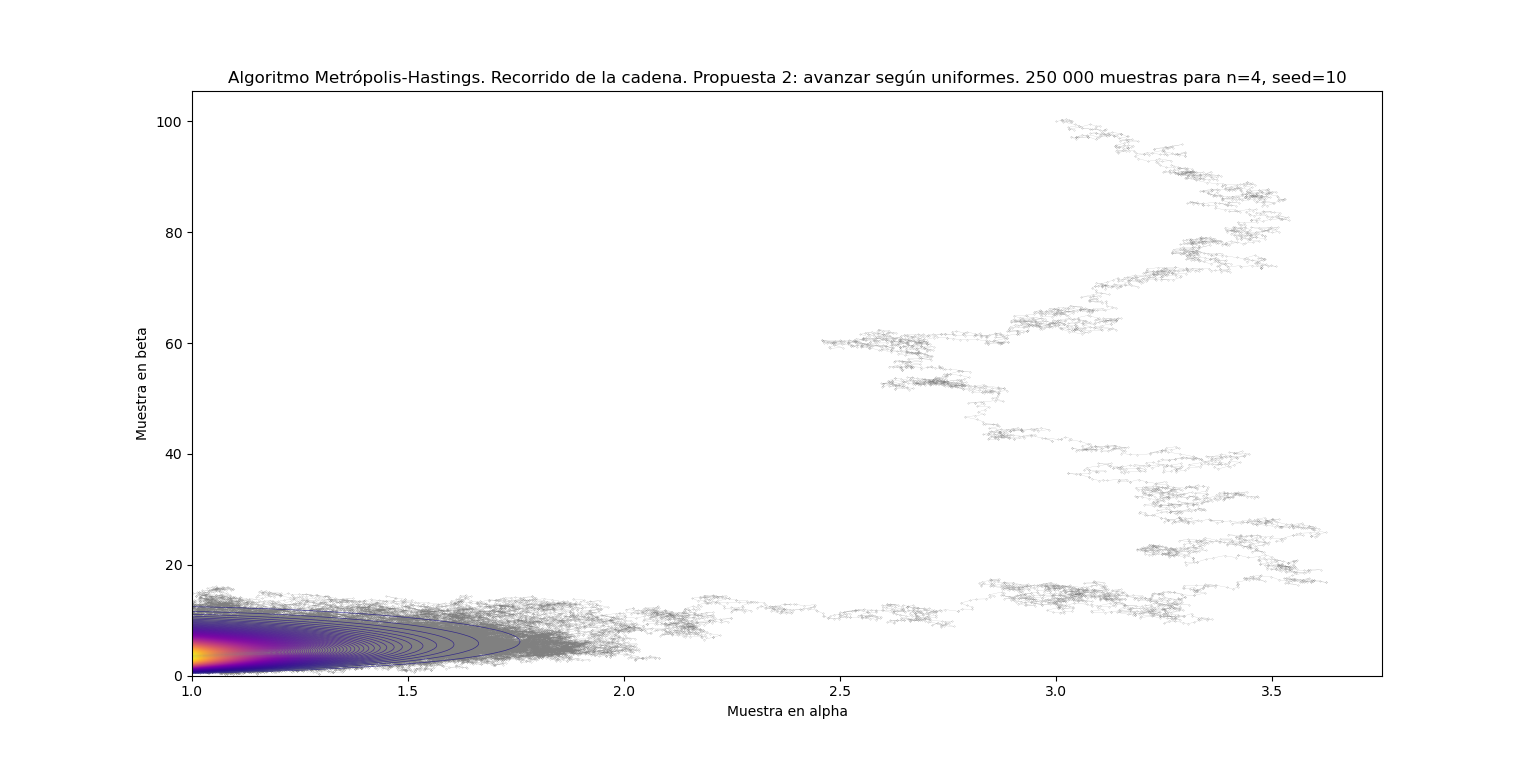 Algoritmo Metrópolis-Hastings. Recorrido de la cadena. Propuesta 2: avanzar según uniformes. 250 000 muestras para n=4, seed=10
Muestra en beta
100
80
60
40
20
0
1.0 1.5 2.0 2.5 3.0 3.5
Muestra en alpha